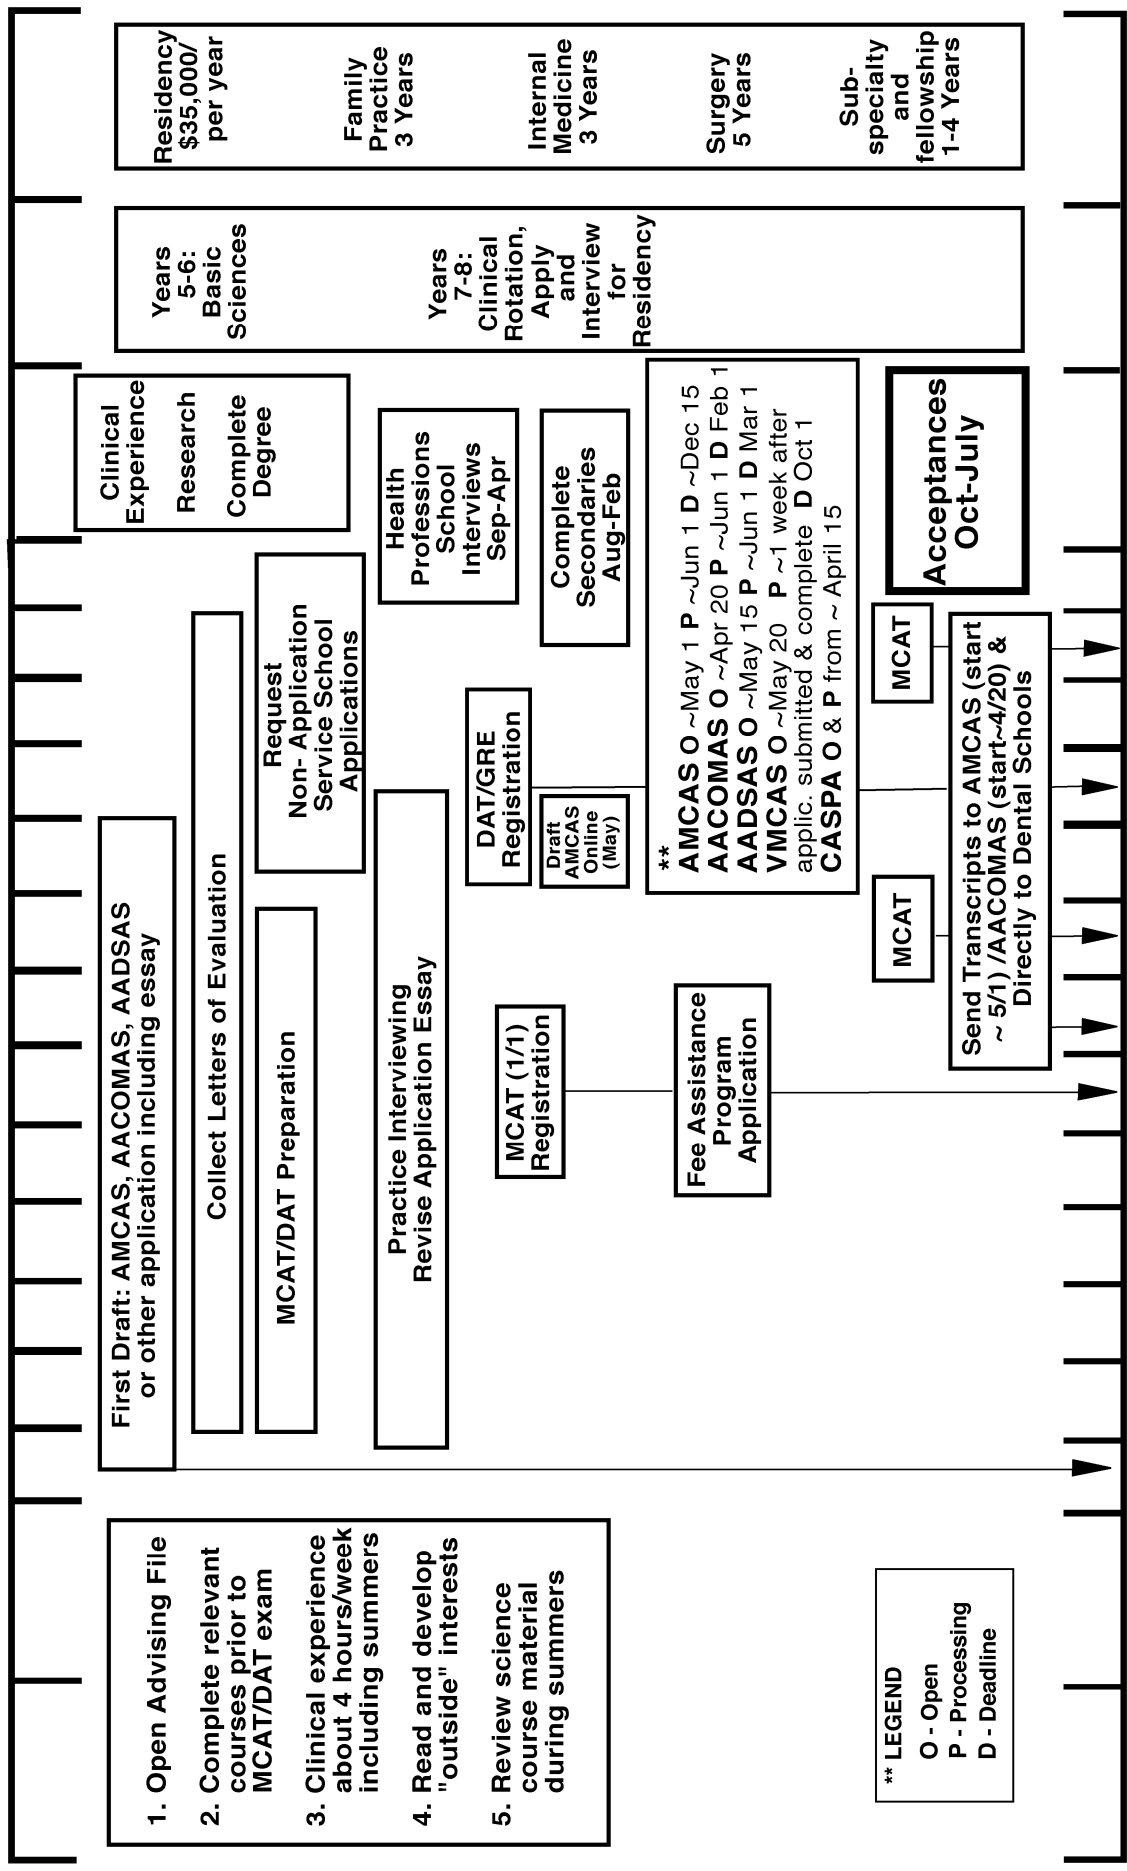 1. Open Advising File
2. Complete relevant
courses prior to
MCAT/DAT exam
3. Clinical experience
about 4 hours/week
including summers
4. Read and develop
"outside" interests
5. Review science
course material
during summers
** LEGEND
O - Open
P - Processing
D - Deadline
First Draft: AMCAS, AACOMAS, AADSAS
or other application including essay
Collect Letters of Evaluation
MCAT/DAT Preparation
Request
Non- Application
Service School
Applications
Practice Interviewing
Revise Application Essay
MCAT (1/1)
Registration
DAT/GRE
Registration
Draft
AMCAS
Online
(May)
Fee Assistance
Program
Application
**
AMCAS O ~May 1 P ~Jun 1 D ~Dec 15
AACOMAS O ~Apr 20 P ~Jun 1 D Feb 1
AADSAS O ~May 15 P ~Jun 1 D Mar 1
VMCAS O ~May 20 P ~1 week after
applic. submitted & complete D Oct 1
CASPA O & P from ~ April 15
MCAT
MCAT
Send Transcripts to AMCAS (start
~ 5/1) /AACOMAS (start~4/20) &
Directly to Dental Schools
Clinical
Experience
Research
Complete
Degree
Health
Professions
School
Interviews
Sep-Apr
Complete
Secondaries
Aug-Feb
Acceptances
Oct-July
Years
5-6:
Basic
Sciences
Years
7-8:
Clinical
Rotation,
Apply
and
Interview
for
Residency
Residency
$35,000/
per year
Family
Practice
3 Years
Internal
Medicine
3 Years
Surgery
5 Years
Sub-
specialty
and
fellowship
1-4 Years